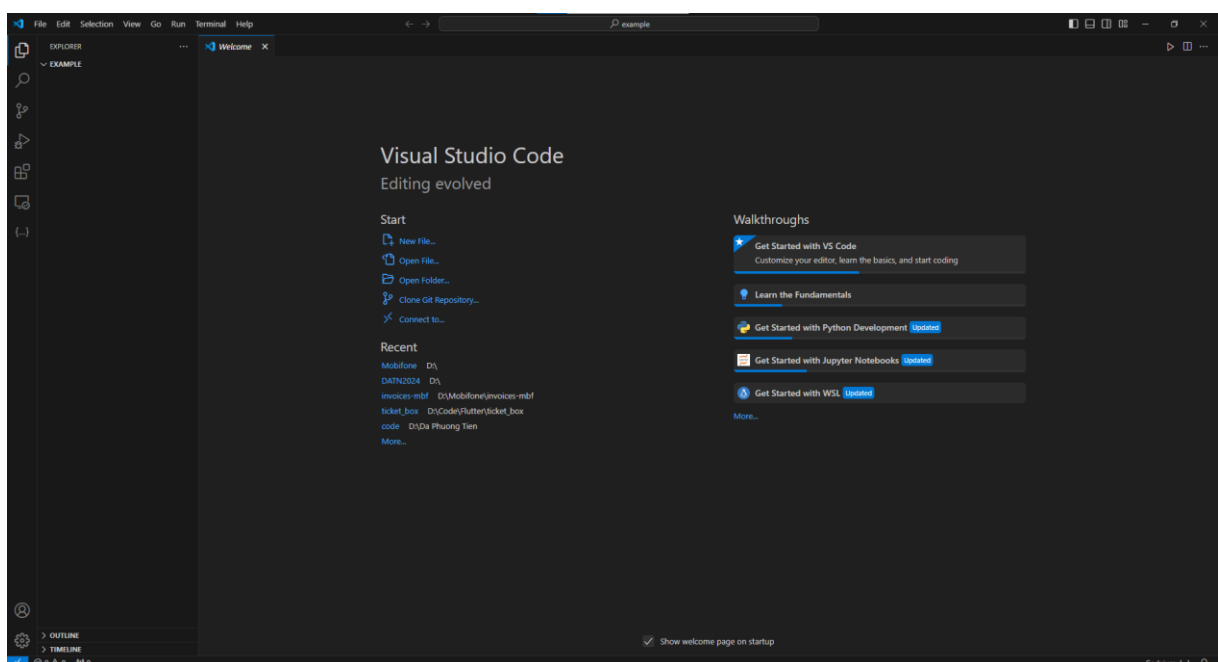 File Edit Selection View Go Run Terminal Help
example
EXPLORER
Welcome
EXAMPLE
Visual Studio Code
Editing evolved
Start
New File...
Open File...
Open Folder...
Clone Git Repository...
Connect to...
Recent
Mobifone D:\
DATN2024 D:\
invoices-mbf D:\Mobifone\invoices-mbf
ticket_box D:\Code\Flutter\ticket_box
code D:\Da Phuong Tien
More...
Walkthroughs
Get Started with VS Code
Customize your editor, learn the basics, and start coding
Learn the Fundamentals
Get Started with Python Development Updated
Get Started with Jupyter Notebooks Updated
Get Started with WSL Updated
More...
OUTLINE
TIMELINE
Show welcome page on startup